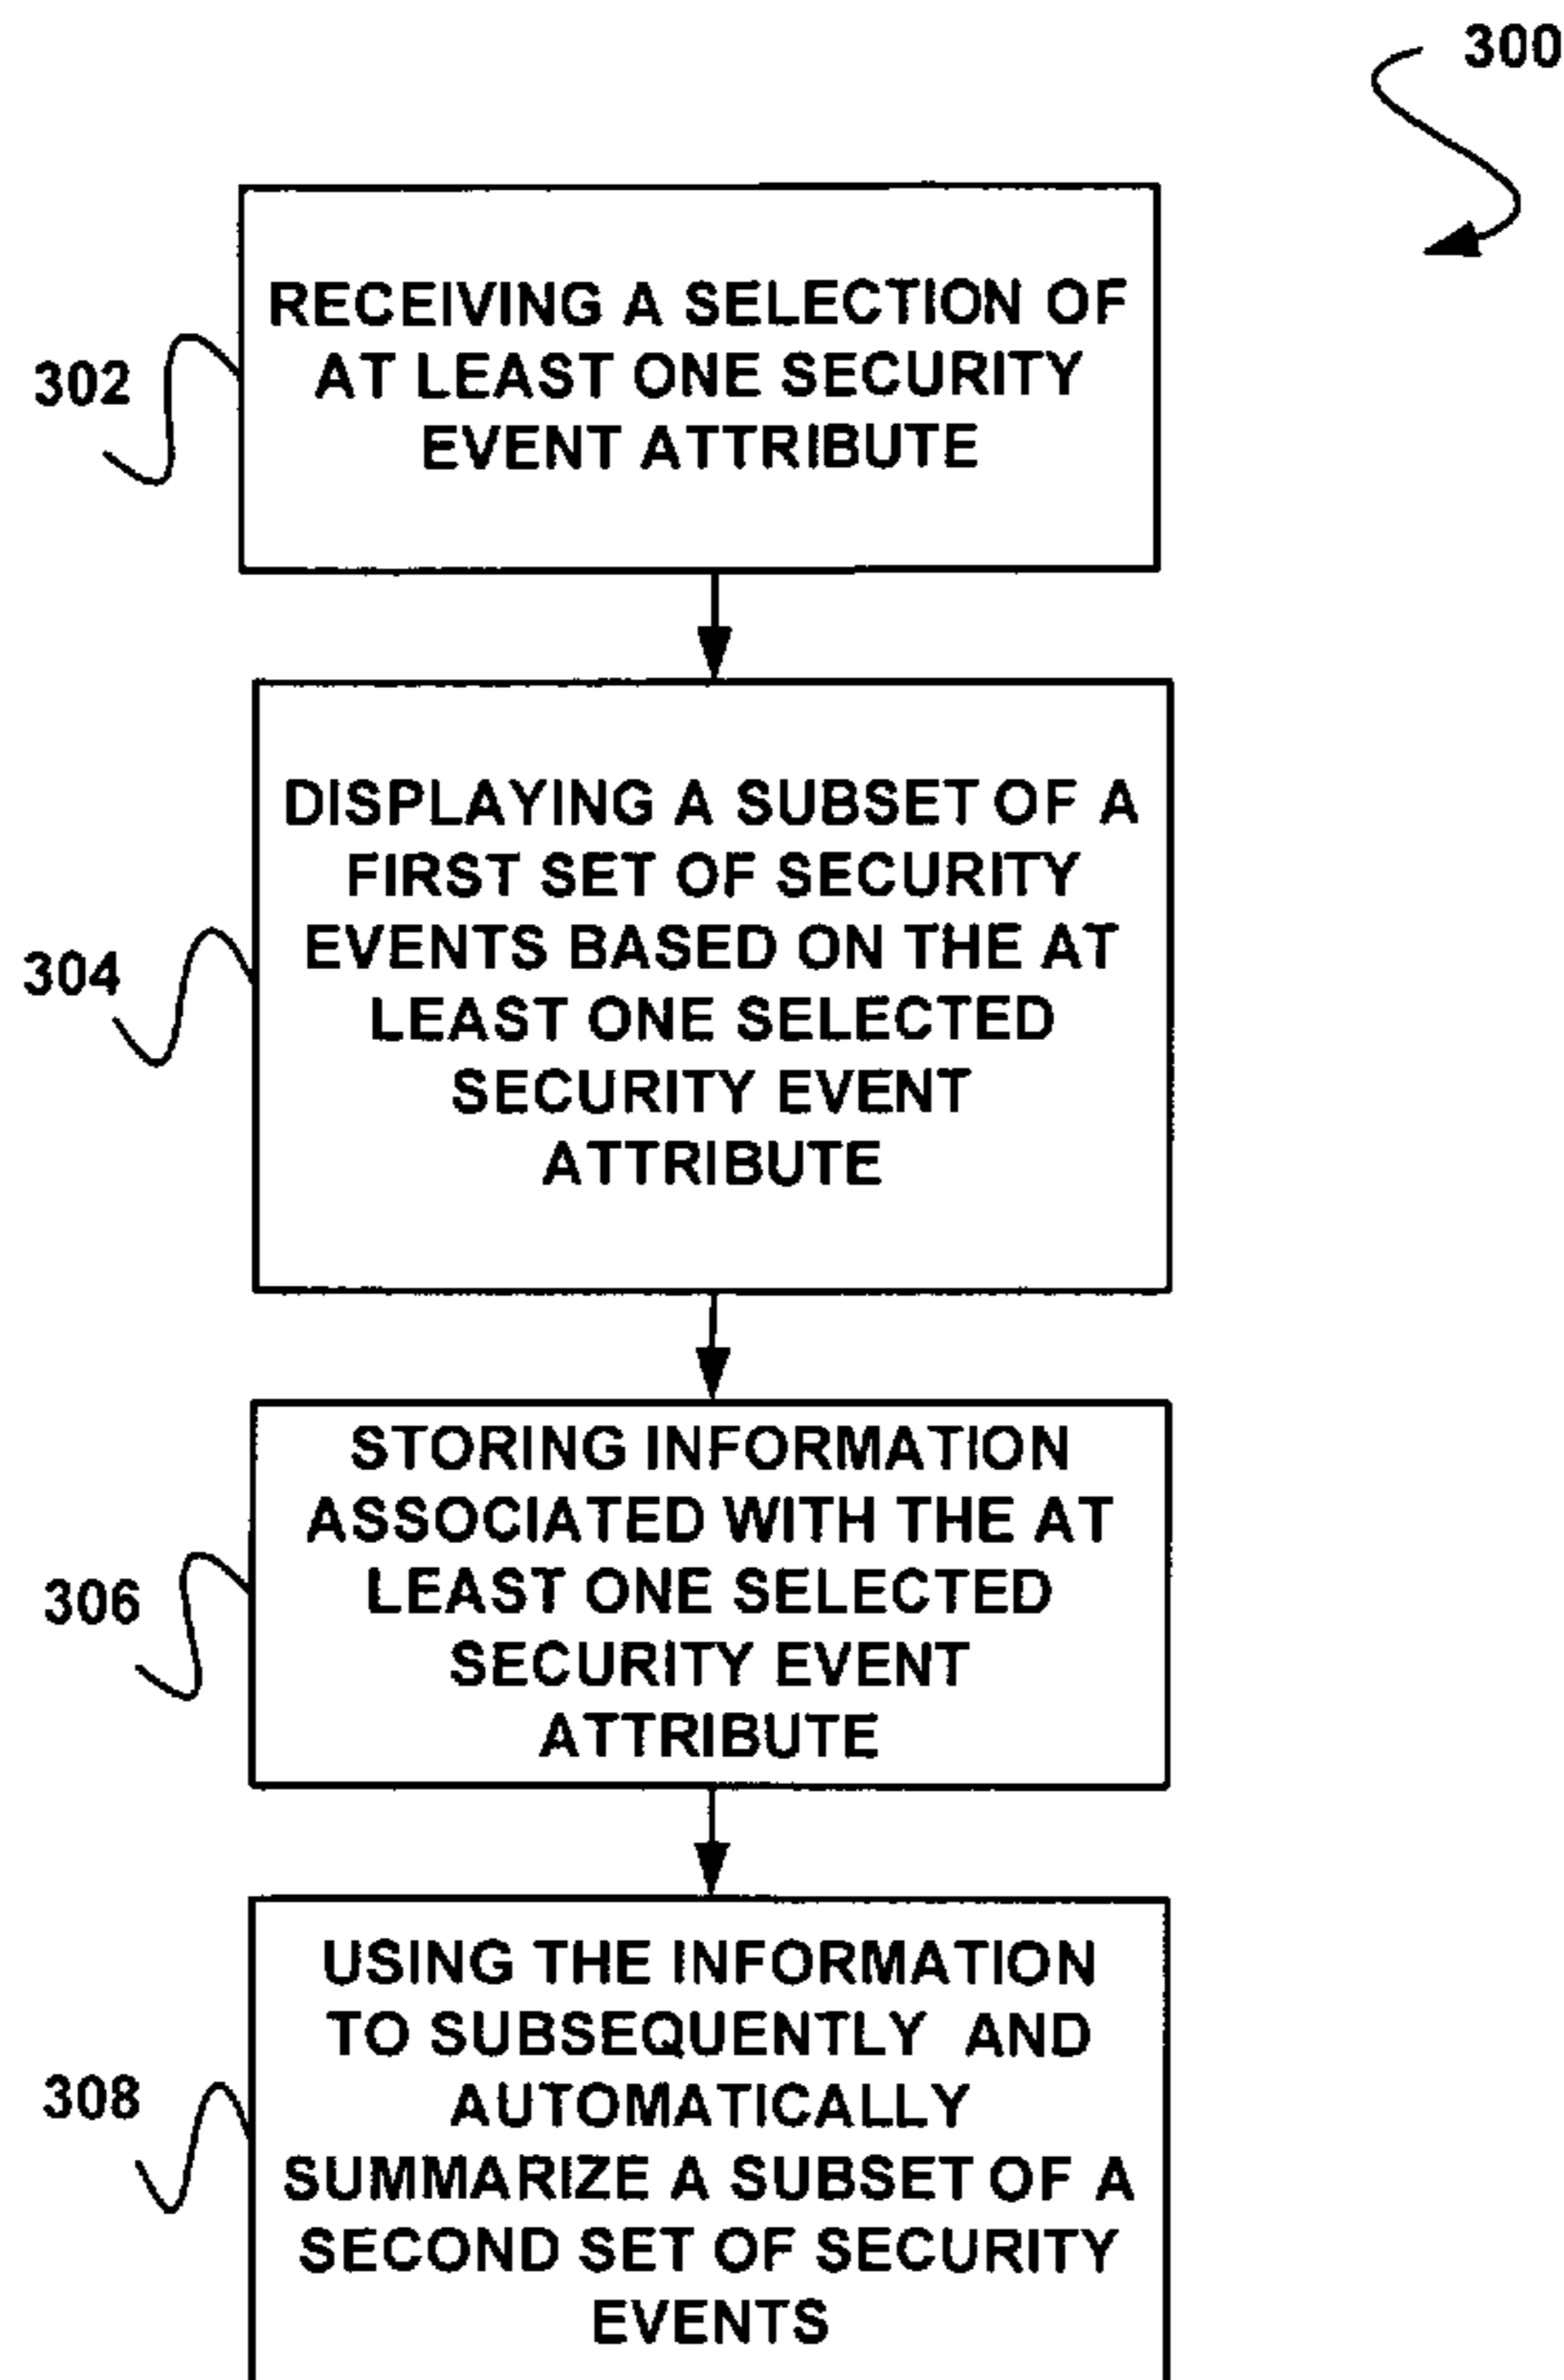 300
RECEIVING A SELECTION OF
AT LEAST ONE SECURITY
EVENT ATTRIBUTE
302
DISPLAYING A SUBSET OF A
FIRST SET OF SECURITY
EVENTS BASED ON THE AT
LEAST ONE SELECTED
SECURITY EVENT
ATTRIBUTE
304
STORING INFORMATION
ASSOCIATED WITH THE AT
LEAST ONE SELECTED
SECURITY EVENT
ATTRIBUTE
306
USING THE INFORMATION
TO SUBSEQUENTLY AND
AUTOMATICALLY
SUMMARIZE A SUBSET OF A
SECOND SET OF SECURITY
EVENTS
308